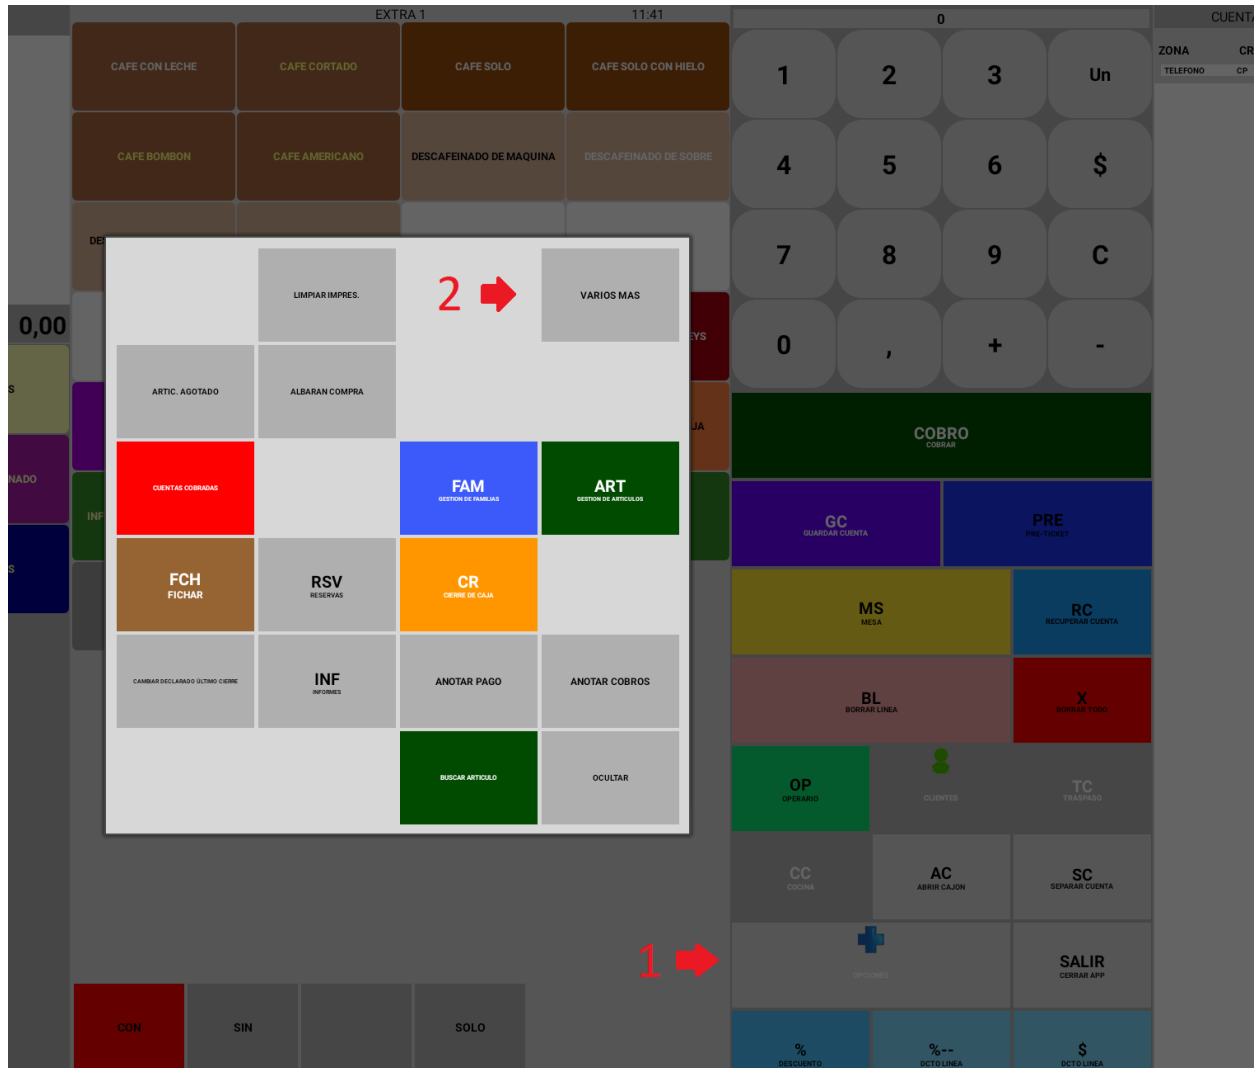 EXTRA 1
11:41
0
CUENTA
ZONA CR
TELEFONO CP
CAFE CON LECHE
CAFE CORTADO
CAFE SOLO
CAFE SOLO CON HIELO
CAFE BOMBON
CAFE AMERICANO
DESCAFEINADO DE MAQUINA
DESCAFEINADO DE SOBRE
DE
0,00
S
NADO
S
INF
EYS
JA
LIMPIAR IMPRES.
2
VARIOS MAS
ARTIC. AGOTADO
ALBARAN COMPRA
CUENTAS COBRADAS
FAM
GESTION DE FAMILIAS
ART
GESTION DE ARTICULOS
FCH
FICHAR
RSV
RESERVAS
CR
CIERRE DE CAJA
CAMBIAR DECLARADO ÚLTIMO CIERRE
INF
INFORMES
ANOTAR PAGO
ANOTAR COBROS
BUSCAR ARTICULO
OCULTAR
1
CON
SIN
SOLO
1 2 3 Un
4 5 6 $
7 8 9 C
0 , + -
COBRO
COBRAR
GC
GUARDAR CUENTA
PRE
PRE-TICKET
MS
MESA
RC
RECUPERAR CUENTA
BL
BORRAR LINEA
X
BORRAR TODO
OP
OPERARIO
CLIENTES
TC
TRASPASO
CC
COCINA
AC
ABRIR CAJON
SC
SEPARAR CUENTA
OPCIONES
SALIR
CERRAR APP
%
DESCUENTO
%--
DCTO LINEA
$
DCTO LINEA